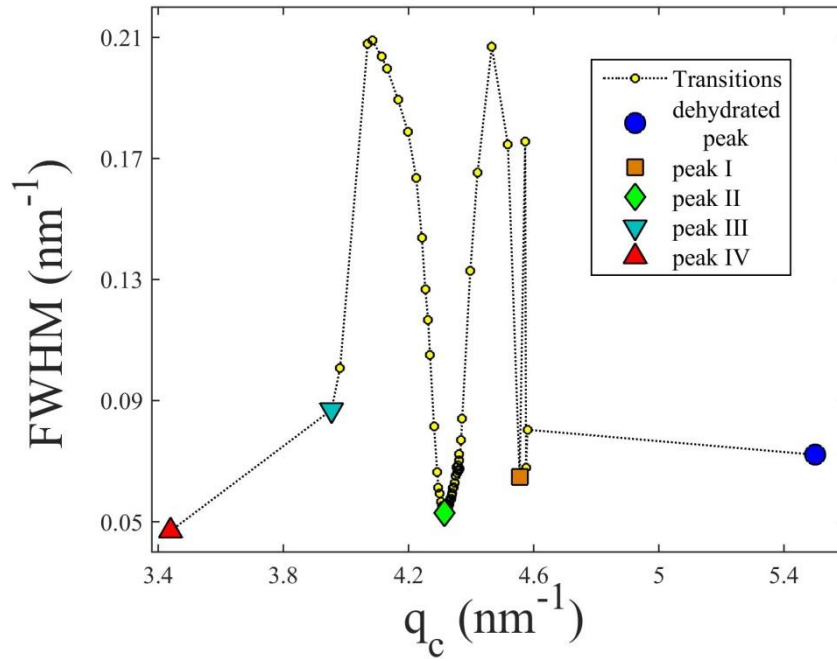 0.21
0.17
0.13
0.09
0.05
FWHM (nm⁻¹)
Transitions
dehydrated
peak
peak I
peak II
peak III
peak IV
3.4 3.8 4.2 4.6 5 5.4
q_c (nm⁻¹)